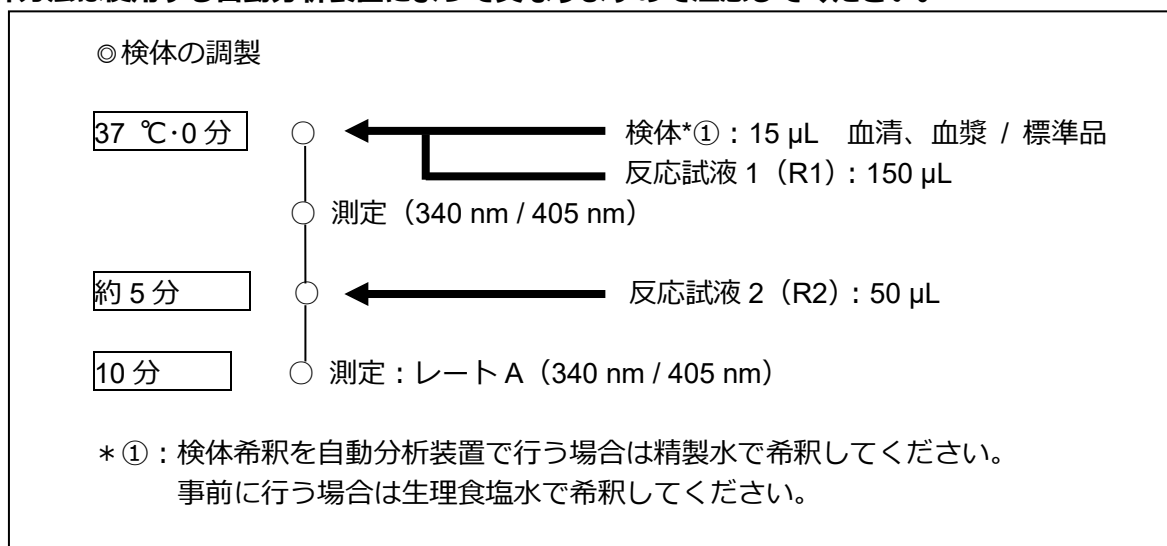 ◎検体の調製
37 ℃・0 分
検体*①：15 µL　血清、血漿 / 標準品
反応試液 1（R1）：150 µL
測定（340 nm / 405 nm）
約 5 分
反応試液 2（R2）：50 µL
10 分
測定：レート A（340 nm / 405 nm）
＊①：検体希釈を自動分析装置で行う場合は精製水で希釈してください。
事前に行う場合は生理食塩水で希釈してください。